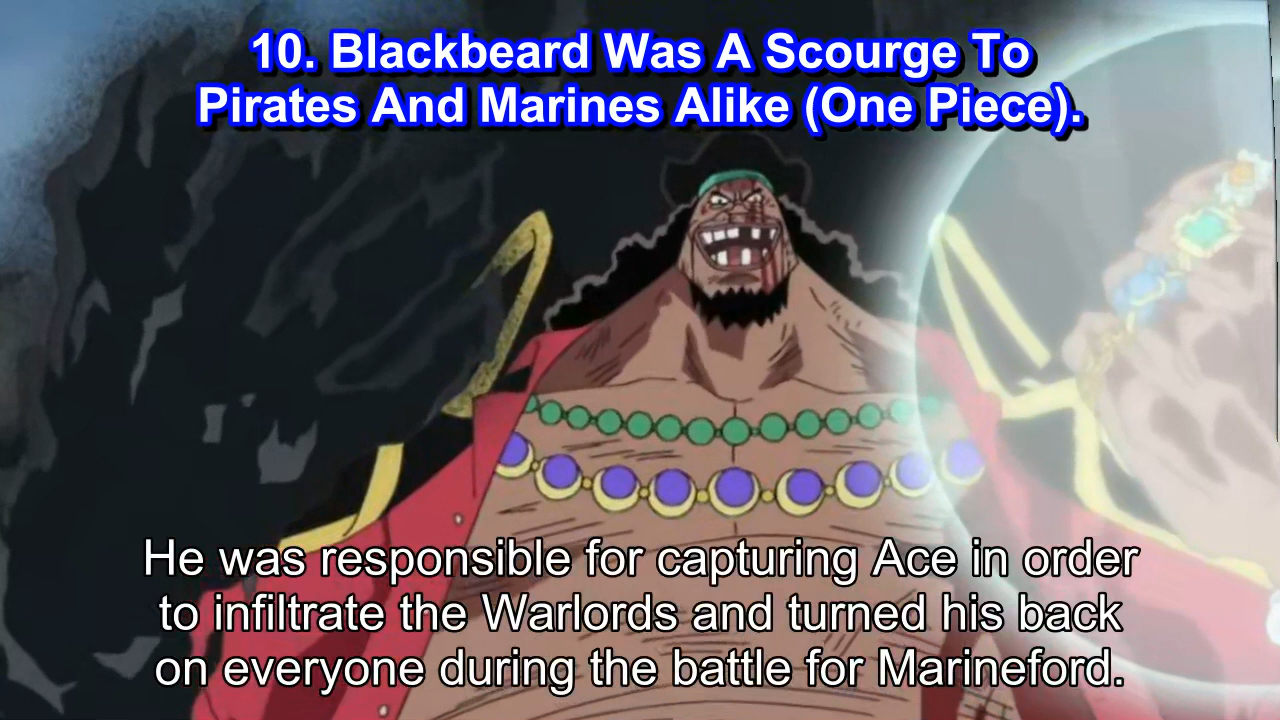 10. Blackbeard Was A Scourge To
Pirates And Marines Alike (One Piece).
He was responsible for capturing Ace in order
to infiltrate the Warlords and turned his back
on everyone during the battle for Marineford.